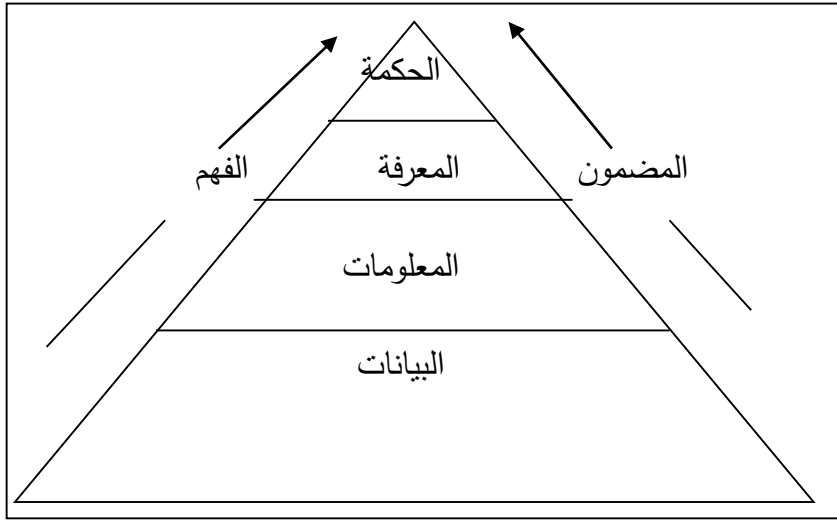 الحكمة
المضمون
المعرفة
الفهم
المعلومات
البيانات